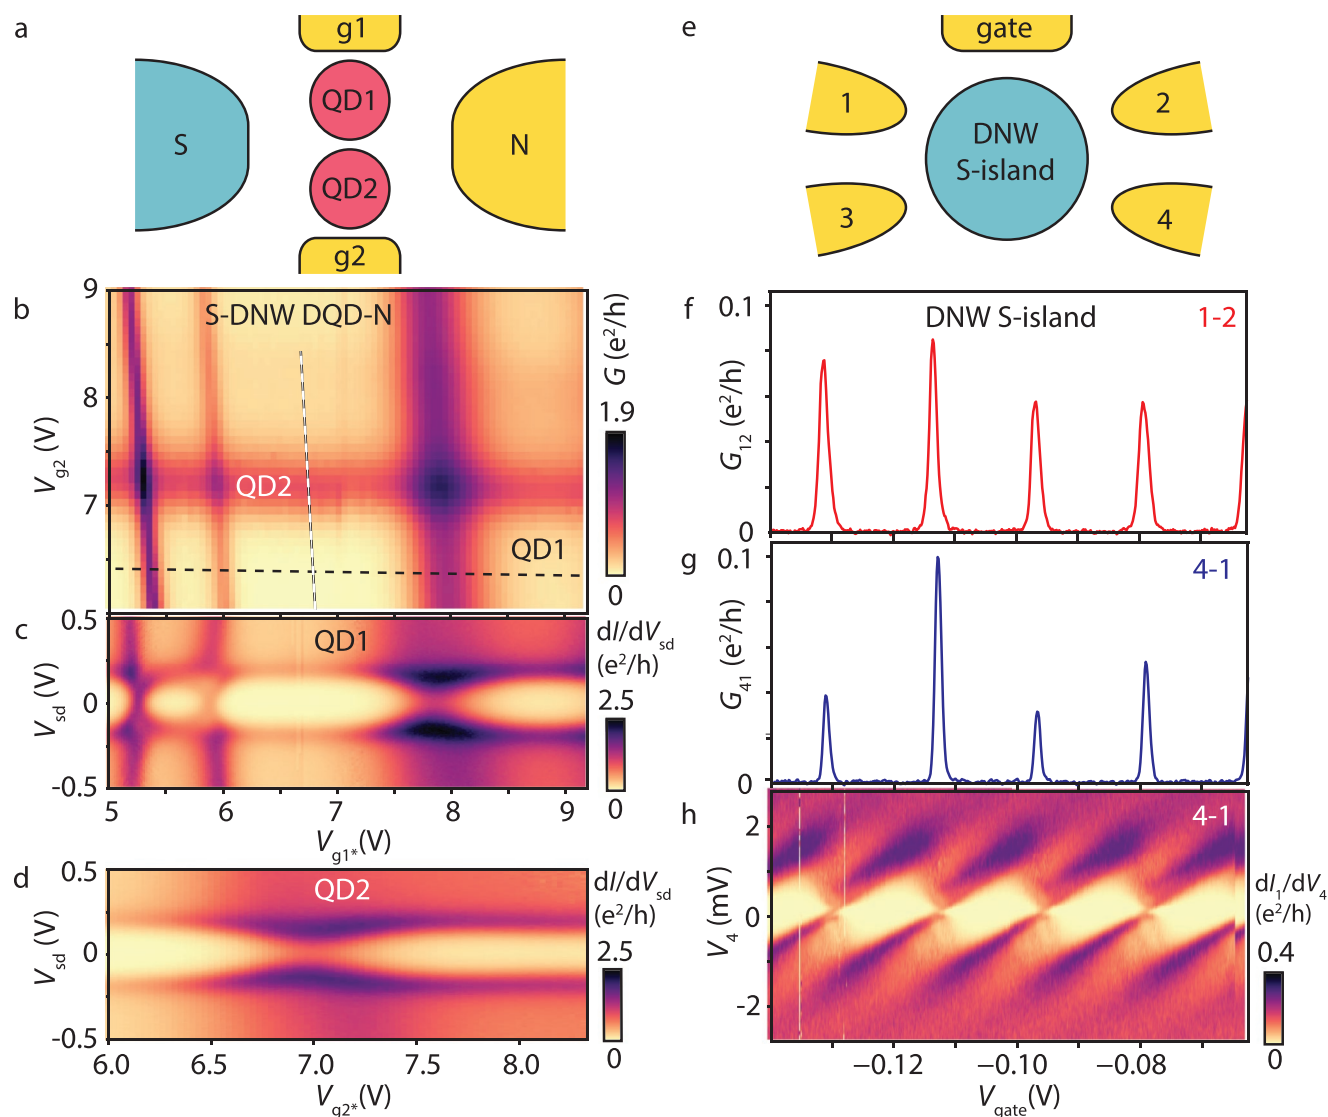 a
g1
S
QD1
QD2
N
g2
b
S-DNW DQD-N
QD2
QD1
9
8
7
V_g2 (V)
G (e²/h)
1.9
0
c
QD1
0.5
0
-0.5
V_sd (V)
dI/dV_sd
(e²/h)
2.5
0
5 6 7 8 9
V_g1* (V)
d
QD2
0.5
0
-0.5
V_sd (V)
dI/dV_sd
(e²/h)
2.5
0
6.0 6.5 7.0 7.5 8.0
V_g2* (V)
e
gate
1
2
DNW
S-island
3
4
f
DNW S-island
1-2
0.1
0
G_12 (e²/h)
g
4-1
0.1
0
G_41 (e²/h)
h
4-1
2
0
-2
V_4 (mV)
dI_1/dV_4
(e²/h)
0.4
0
−0.12 −0.10 −0.08
V_gate (V)